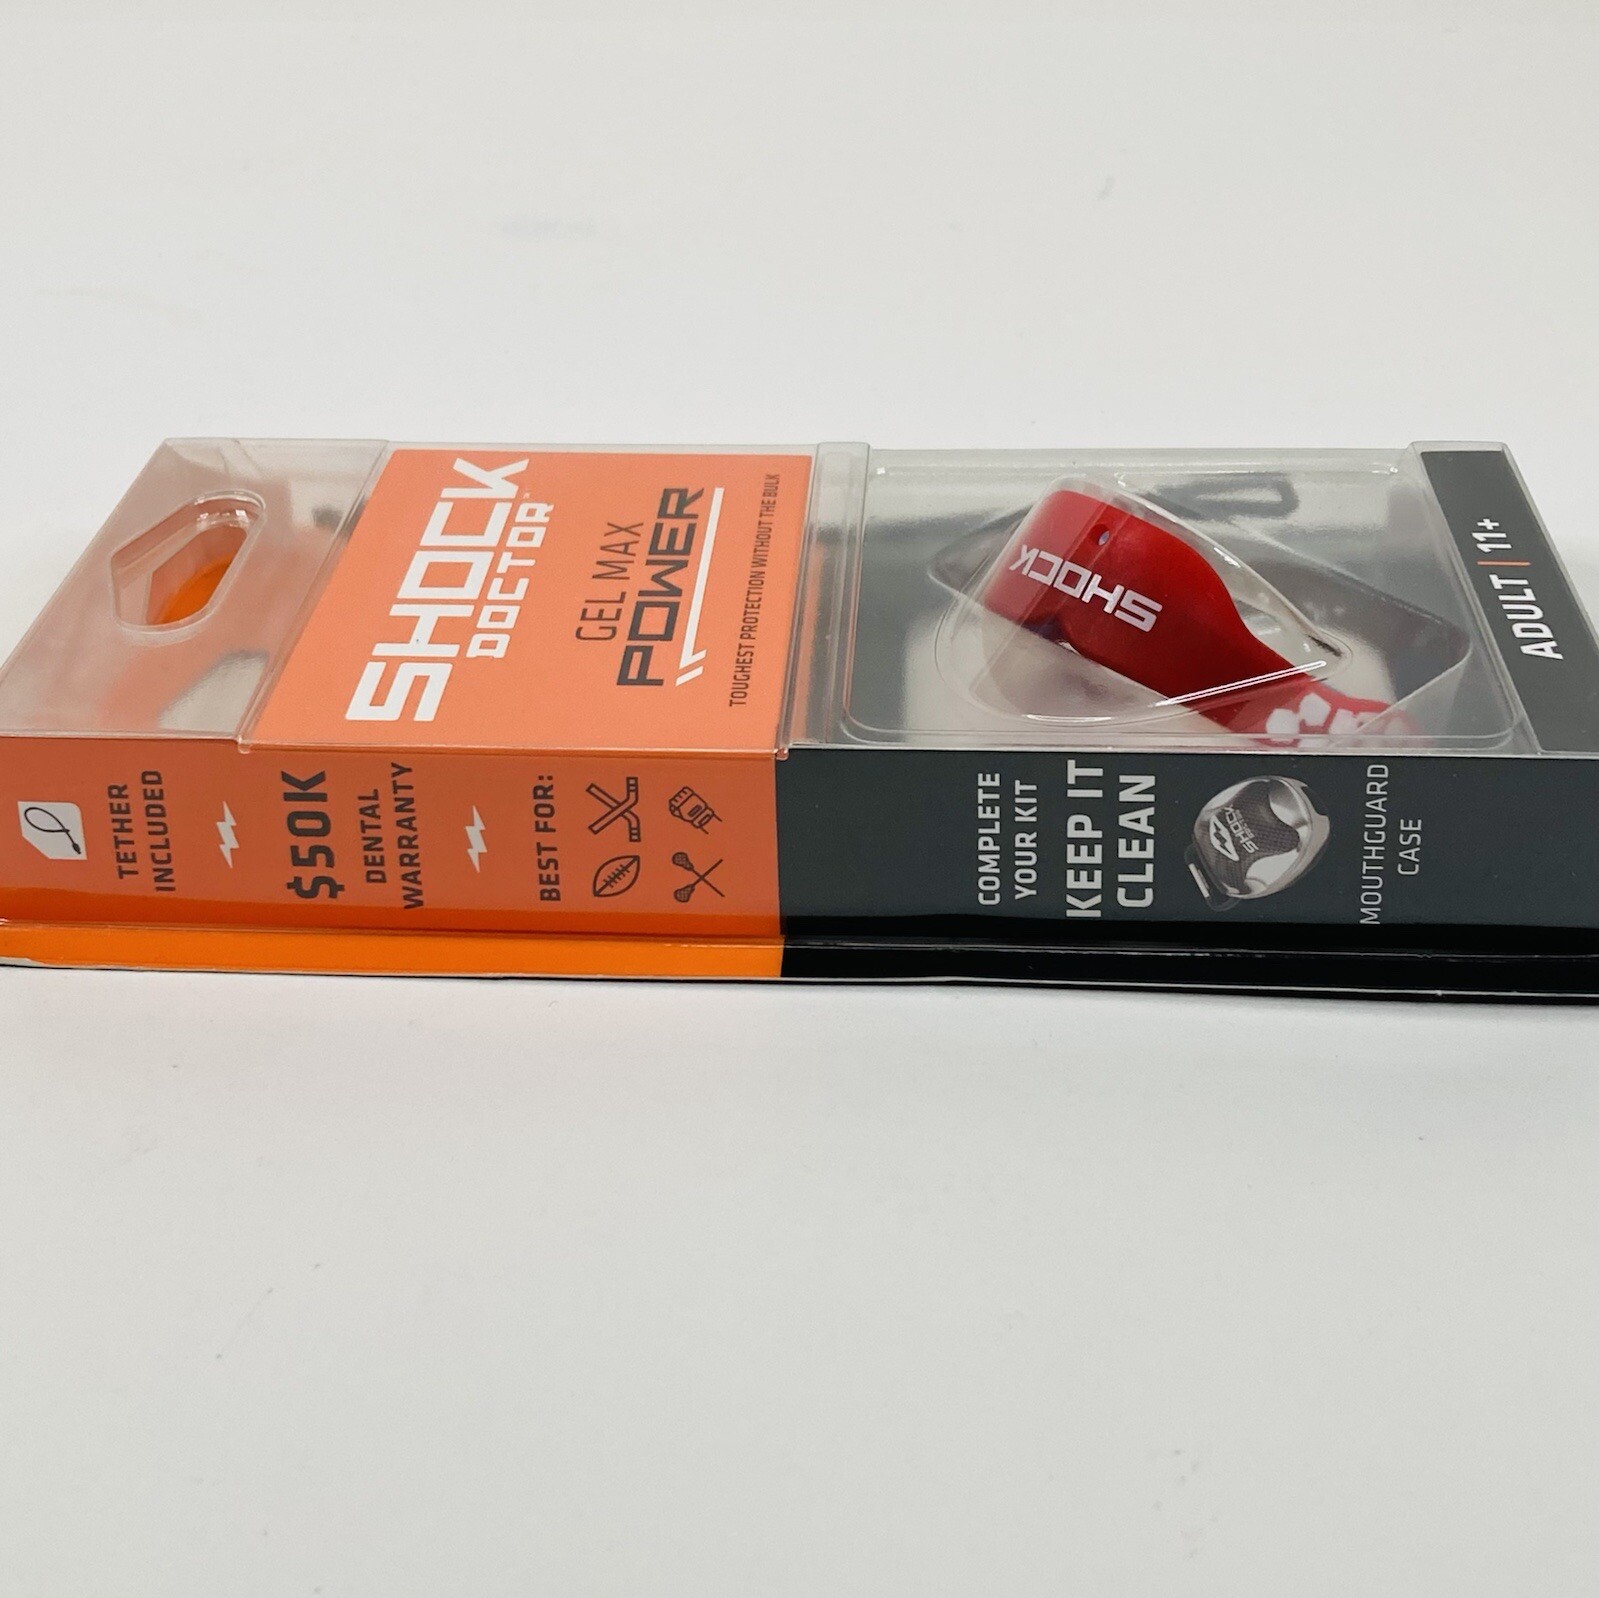 SHOCK
DOCTOR
GEL MAX
POWER
TOUGHEST PROTECTION WITHOUT THE BULK
SHOCK
ADULT | 11+
TETHER
INCLUDED
$50K
DENTAL
WARRANTY
BEST FOR:
COMPLETE
YOUR KIT
KEEP IT
CLEAN
SHOCK
MOUTHGUARD
CASE